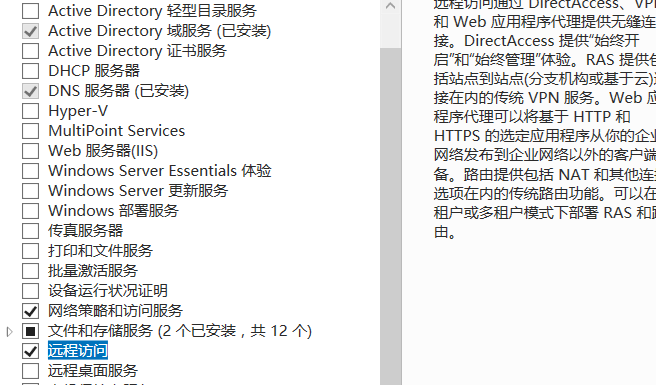 Active Directory 轻型目录服务
Active Directory 域服务 (已安装)
Active Directory 证书服务
DHCP 服务器
DNS 服务器 (已安装)
Hyper-V
MultiPoint Services
Web 服务器(IIS)
Windows Server Essentials 体验
Windows Server 更新服务
Windows 部署服务
传真服务器
打印和文件服务
批量激活服务
设备运行状况证明
网络策略和访问服务
文件和存储服务 (2 个已安装，共 12 个)
远程访问
远程桌面服务
远程访问通过 DirectAccess、VPN
和 Web 应用程序代理提供无缝连
接。DirectAccess 提供“始终开
启”和“始终管理”体验。RAS 提供包
括站点到站点(分支机构或基于云)
接在内的传统 VPN 服务。Web 应
程序代理可以将基于 HTTP 和
HTTPS 的选定应用程序从你的企业
网络发布到企业网络以外的客户端
备。路由提供包括 NAT 和其他连
选项在内的传统路由功能。可以在
租户或多租户模式下部署 RAS 和
由。